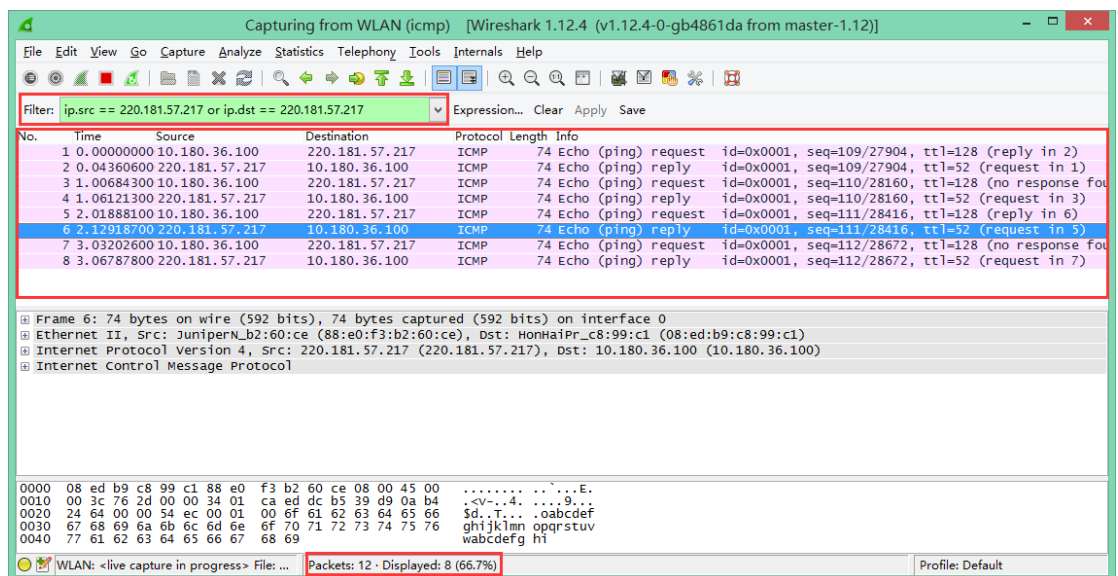 Capturing from WLAN (icmp) [Wireshark 1.12.4 (v1.12.4-0-gb4861da from master-1.12)]
File Edit View Go Capture Analyze Statistics Telephony Tools Internals Help
Filter: ip.src == 220.181.57.217 or ip.dst == 220.181.57.217 Expression... Clear Apply Save
No. Time Source Destination Protocol Length Info
1 0.00000000 10.180.36.100 220.181.57.217 ICMP 74 Echo (ping) request id=0x0001, seq=109/27904, ttl=128 (reply in 2)
2 0.04360600 220.181.57.217 10.180.36.100 ICMP 74 Echo (ping) reply id=0x0001, seq=109/27904, ttl=52 (request in 1)
3 1.00684300 10.180.36.100 220.181.57.217 ICMP 74 Echo (ping) request id=0x0001, seq=110/28160, ttl=128 (no response fou
4 1.06121300 220.181.57.217 10.180.36.100 ICMP 74 Echo (ping) reply id=0x0001, seq=110/28160, ttl=52 (request in 3)
5 2.01888100 10.180.36.100 220.181.57.217 ICMP 74 Echo (ping) request id=0x0001, seq=111/28416, ttl=128 (reply in 6)
6 2.12918700 220.181.57.217 10.180.36.100 ICMP 74 Echo (ping) reply id=0x0001, seq=111/28416, ttl=52 (request in 5)
7 3.03202600 10.180.36.100 220.181.57.217 ICMP 74 Echo (ping) request id=0x0001, seq=112/28672, ttl=128 (no response fou
8 3.06787800 220.181.57.217 10.180.36.100 ICMP 74 Echo (ping) reply id=0x0001, seq=112/28672, ttl=52 (request in 7)
Frame 6: 74 bytes on wire (592 bits), 74 bytes captured (592 bits) on interface 0
Ethernet II, Src: JuniperN_b2:60:ce (88:e0:f3:b2:60:ce), Dst: HonHaiPr_c8:99:c1 (08:ed:b9:c8:99:c1)
Internet Protocol Version 4, Src: 220.181.57.217 (220.181.57.217), Dst: 10.180.36.100 (10.180.36.100)
Internet Control Message Protocol
0000 08 ed b9 c8 99 c1 88 e0 f3 b2 60 ce 08 00 45 00 ........ ..`...E.
0010 00 3c 76 2d 00 00 34 01 ca ed dc b5 39 d9 0a b4 .<v-..4. ....9...
0020 24 64 00 00 54 ec 00 01 00 6f 61 62 63 64 65 66 $d..T... .oabcdef
0030 67 68 69 6a 6b 6c 6d 6e 6f 70 71 72 73 74 75 76 ghijklmn opqrstuv
0040 77 61 62 63 64 65 66 67 68 69 wabcdefg hi
WLAN: <live capture in progress> File: ... Packets: 12 · Displayed: 8 (66.7%) Profile: Default